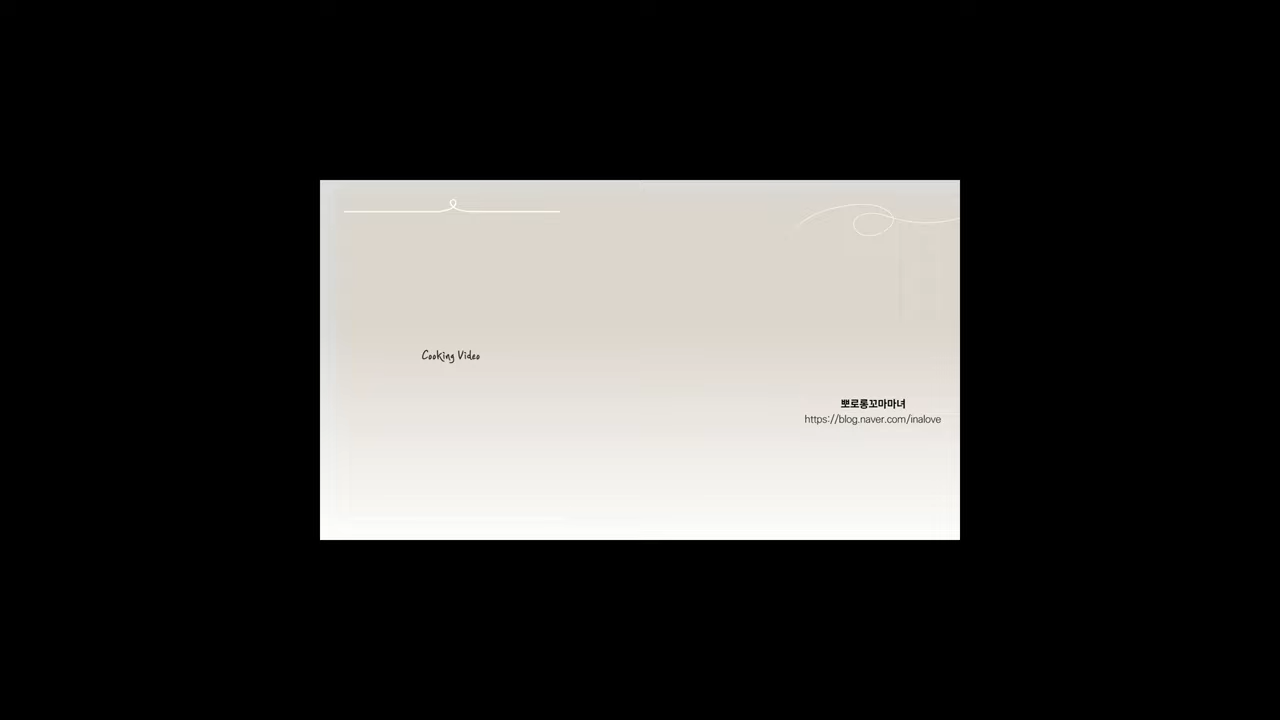 Cooking Video
뽀로롱꼬마마녀
https://blog.naver.com/inalove